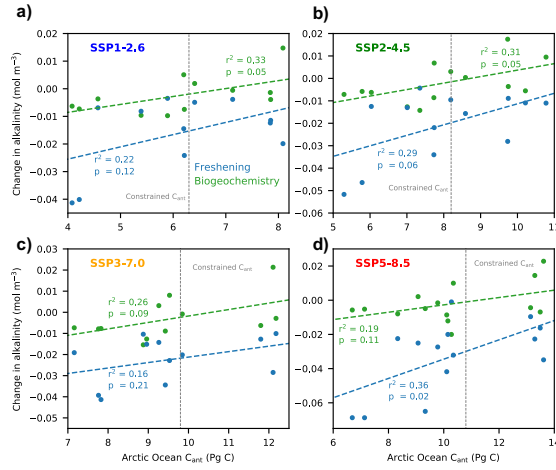 a)
SSP1-2.6
r² = 0.33
p = 0.05
r² = 0.22
p = 0.12
Freshening
Biogeochemistry
Constrained Cant
Change in alkalinity (mol m⁻³)
0.02
0.01
0.00
−0.01
−0.02
−0.03
−0.04
−0.05
4 5 6 7 8
b)
SSP2-4.5
r² = 0.31
p = 0.05
r² = 0.29
p = 0.06
Constrained Cant
0.02
0.01
0.00
−0.01
−0.02
−0.03
−0.04
−0.05
−0.06
5 6 7 8 9 10 11
c)
SSP3-7.0
Constrained Cant
r² = 0.26
p = 0.09
r² = 0.16
p = 0.21
Change in alkalinity (mol m⁻³)
0.03
0.02
0.01
0.00
−0.01
−0.02
−0.03
−0.04
−0.05
7 8 9 10 11 12
Arctic Ocean Cant (Pg C)
d)
SSP5-8.5
Constrained Cant
r² = 0.19
p = 0.11
r² = 0.36
p = 0.02
0.02
0.00
−0.02
−0.04
−0.06
6 8 10 12 14
Arctic Ocean Cant (Pg C)